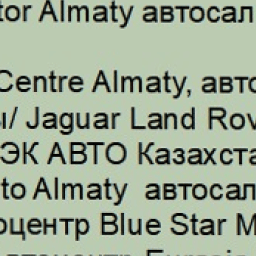 tor Almaty автосал
Centre Almaty, авто
ы/ Jaguar Land Rov
ЭК АВТО Казахста
to Almaty автосал
оцентр Blue Star M